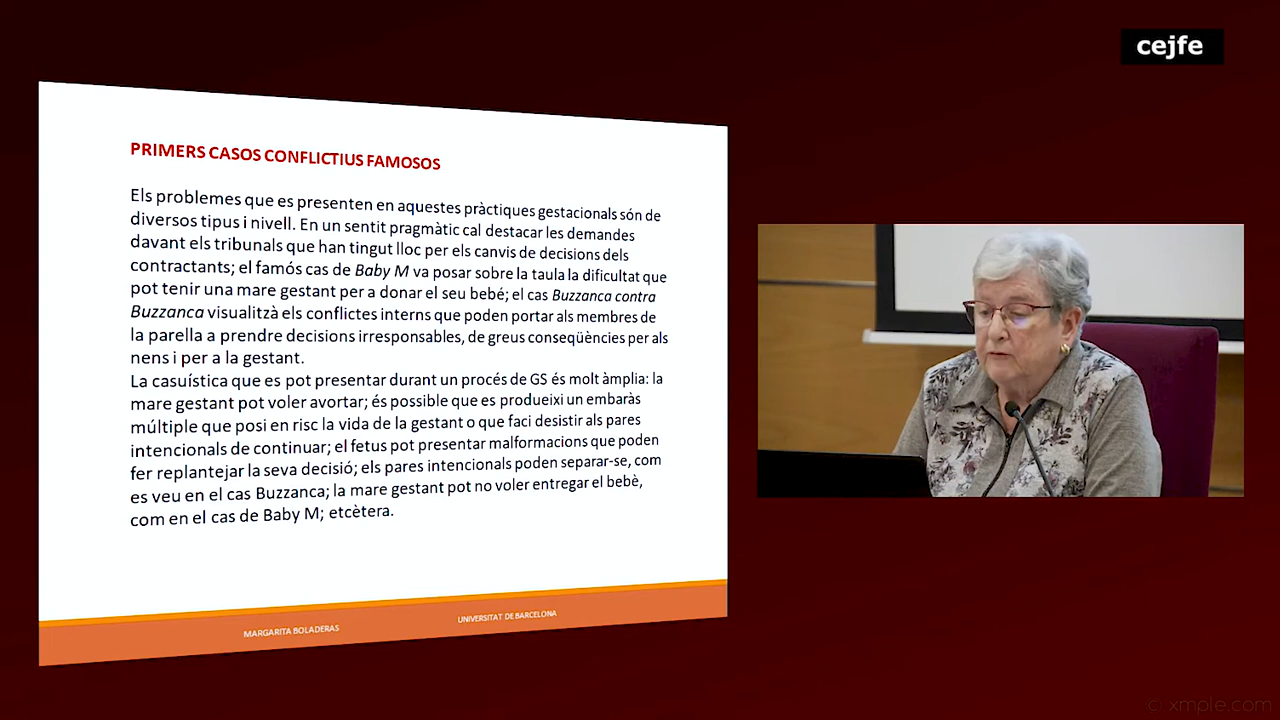 cejfe
PRIMERS CASOS CONFLICTIUS FAMOSOS
Els problemes que es presenten en aquestes pràctiques gestacionals són de
diversos tipus i nivell. En un sentit pragmàtic cal destacar les demandes
davant els tribunals que han tingut lloc per els canvis de decisions dels
contractants; el famós cas de Baby M va posar sobre la taula la dificultat que
pot tenir una mare gestant per a donar el seu bebé; el cas Buzzanca contra
Buzzanca visualitzà els conflictes interns que poden portar als membres de
la parella a prendre decisions irresponsables, de greus conseqüències per als
nens i per a la gestant.
La casuística que es pot presentar durant un procés de GS és molt àmplia: la
mare gestant pot voler avortar; és possible que es produeixi un embaràs
múltiple que posi en risc la vida de la gestant o que faci desistir als pares
intencionals de continuar; el fetus pot presentar malformacions que poden
fer replantejar la seva decisió; els pares intencionals poden separar-se, com
es veu en el cas Buzzanca; la mare gestant pot no voler entregar el bebè,
com en el cas de Baby M; etcètera.
MARGARITA BOLADERAS
UNIVERSITAT DE BARCELONA
© xmple.com